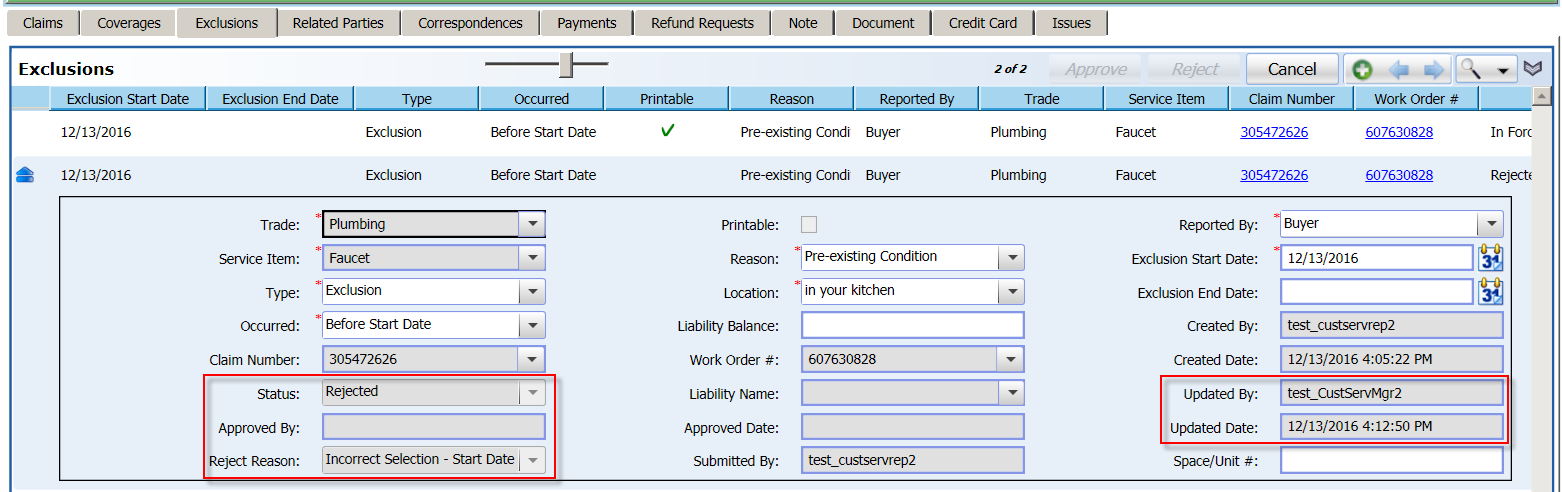 Claims Coverages Exclusions Related Parties Correspondences Payments Refund Requests Note Document Credit Card Issues
Exclusions 2 of 2 Approve Reject Cancel
Exclusion Start Date Exclusion End Date Type Occurred Printable Reason Reported By Trade Service Item Claim Number Work Order #
12/13/2016 Exclusion Before Start Date Pre-existing Condi Buyer Plumbing Faucet 305472626 607630828 In Forc
12/13/2016 Exclusion Before Start Date Pre-existing Condi Buyer Plumbing Faucet 305472626 607630828 Rejecte
Trade: * Plumbing Printable: Reported By: * Buyer
Service Item: * Faucet Reason: * Pre-existing Condition Exclusion Start Date: * 12/13/2016 31
Type: * Exclusion Location: * in your kitchen Exclusion End Date: 31
Occurred: * Before Start Date Liability Balance: Created By: test_custservrep2
Claim Number: 305472626 Work Order #: 607630828 Created Date: 12/13/2016 4:05:22 PM
Status: Rejected Liability Name: Updated By: test_CustServMgr2
Approved By: Approved Date: Updated Date: 12/13/2016 4:12:50 PM
Reject Reason: Incorrect Selection - Start Date Submitted By: test_custservrep2 Space/Unit #: